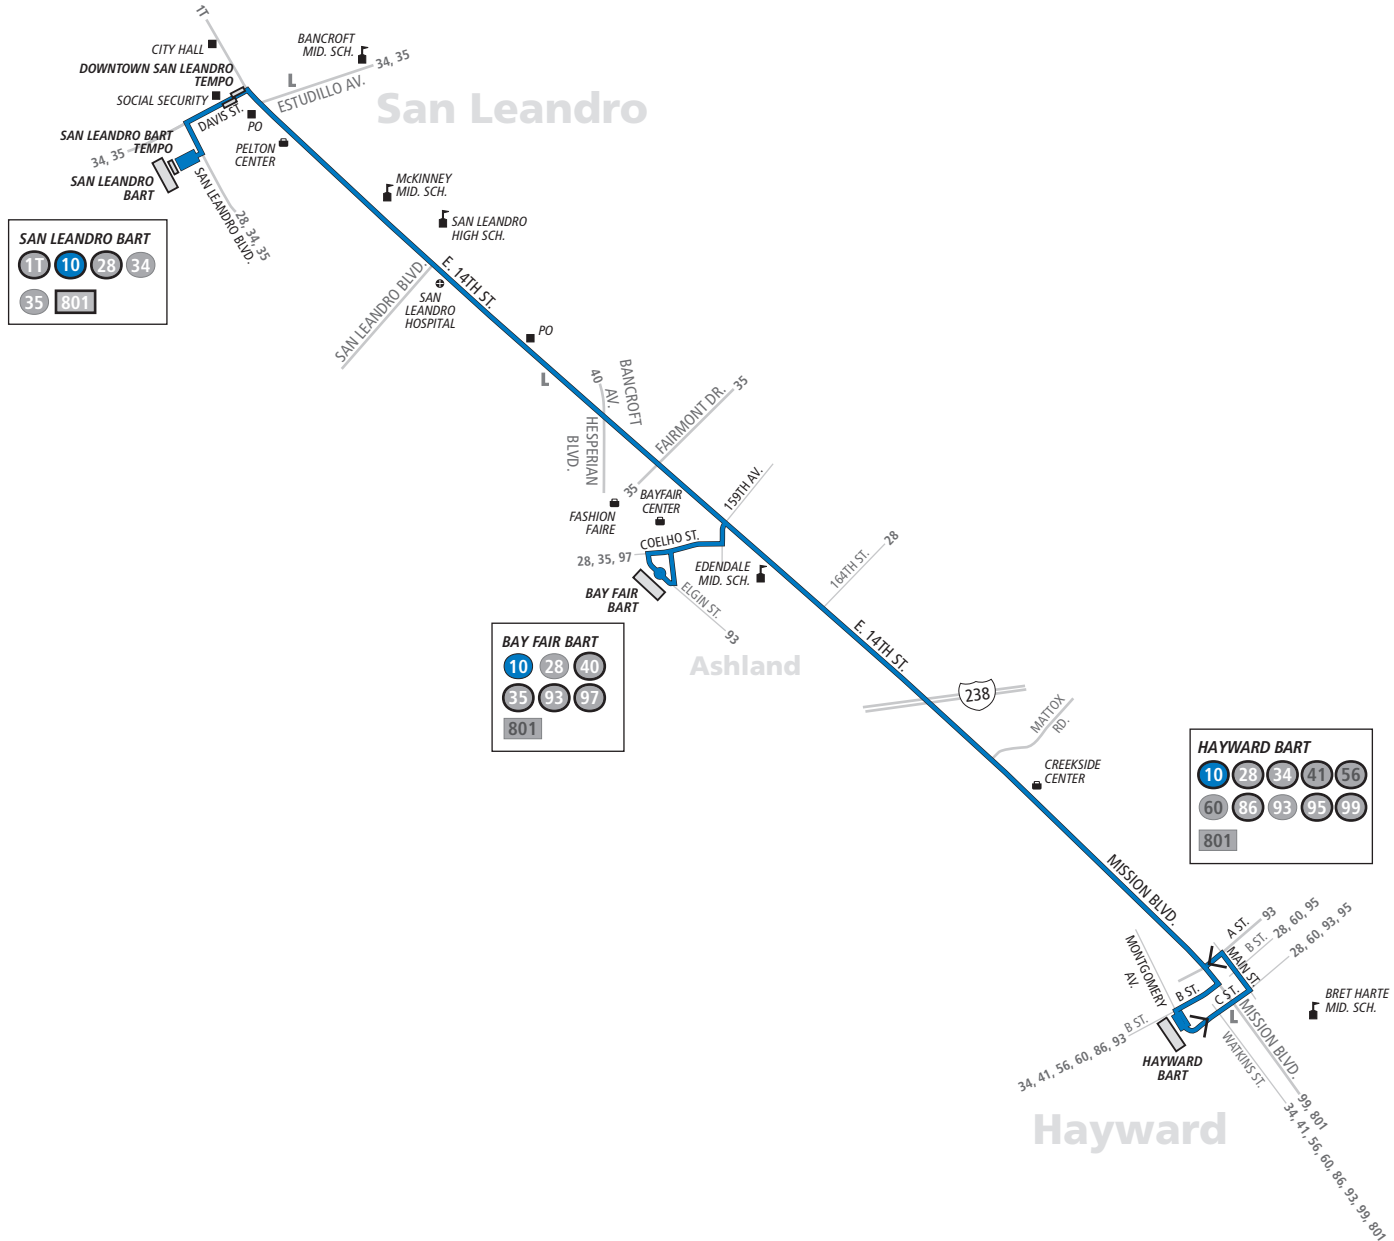 1T
CITY HALL
BANCROFT
MID. SCH.
34, 35
DOWNTOWN SAN LEANDRO
TEMPO
L
ESTUDILLO AV.
San Leandro
SOCIAL SECURITY
DAVIS ST.
PO
SAN LEANDRO BART
TEMPO
PELTON
CENTER
34, 35
SAN LEANDRO
BART
SAN LEANDRO BLVD.
28, 34, 35
McKINNEY
MID. SCH.
SAN LEANDRO
HIGH SCH.
SAN LEANDRO BART
1T 10 28 34
35 801
E. 14TH ST.
SAN LEANDRO BLVD.
SAN
LEANDRO
HOSPITAL
PO
L
40
BANCROFT
AV.
HESPERIAN
BLVD.
FAIRMONT DR.
35
35
159TH AV.
FASHION
FAIRE
BAYFAIR
CENTER
COELHO ST.
28, 35, 97
BAY FAIR
BART
EDENDALE
MID. SCH.
ELGIN ST.
93
164TH ST.
28
E. 14TH ST.
BAY FAIR BART
10 28 40
35 93 97
801
Ashland
238
MATTOX
RD.
CREEKSIDE
CENTER
HAYWARD BART
10 28 34 41 56
60 86 93 95 99
801
MISSION BLVD.
A ST.
93
B ST.
28, 60, 95
28, 60, 93, 95
MAIN ST.
MONTGOMERY
AV.
B ST.
C ST.
L
MISSION BLVD.
BRET HARTE
MID. SCH.
34, 41, 56, 60, 86, 93
B ST.
HAYWARD
BART
WATKINS ST.
99, 801
34, 41, 56, 60, 86, 93, 99, 801
Hayward